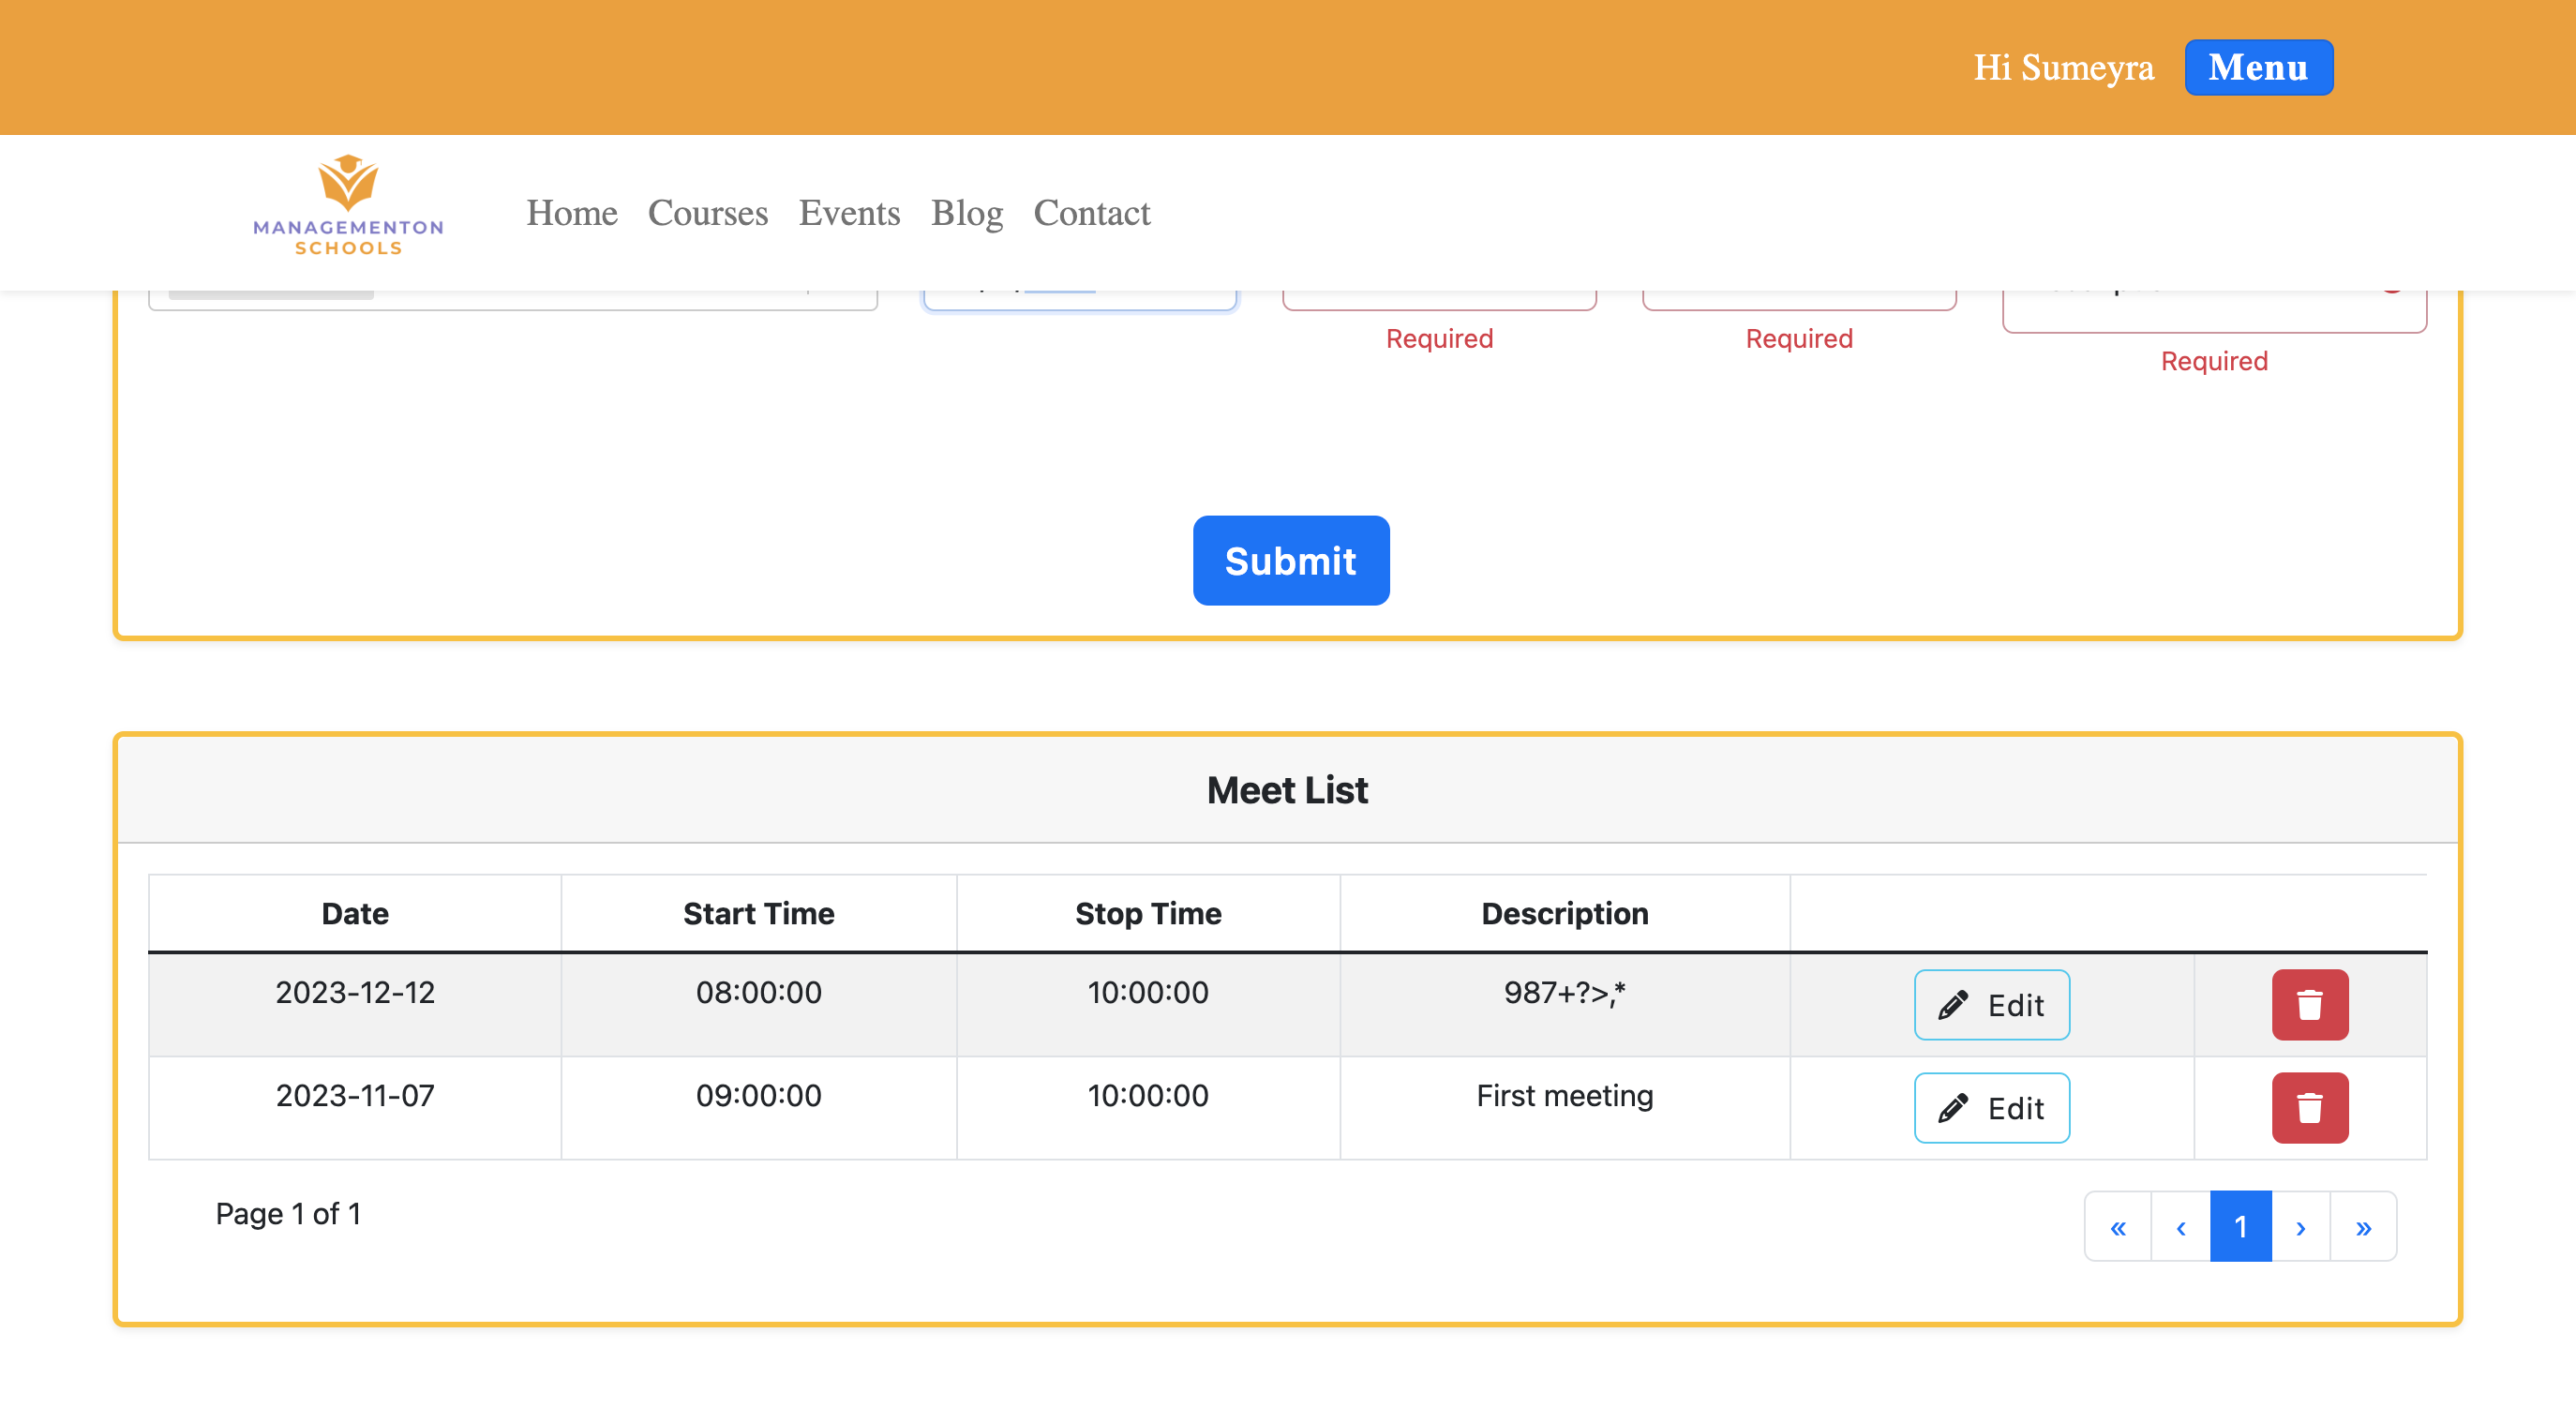 Hi Sumeyra Menu
MANAGEMENTON
SCHOOLS
Home Courses Events Blog Contact
Required Required
Required
Submit
Meet List
Date Start Time Stop Time Description
2023-12-12 08:00:00 10:00:00 987+?>,* Edit
2023-11-07 09:00:00 10:00:00 First meeting Edit
Page 1 of 1
« ‹ 1 › »